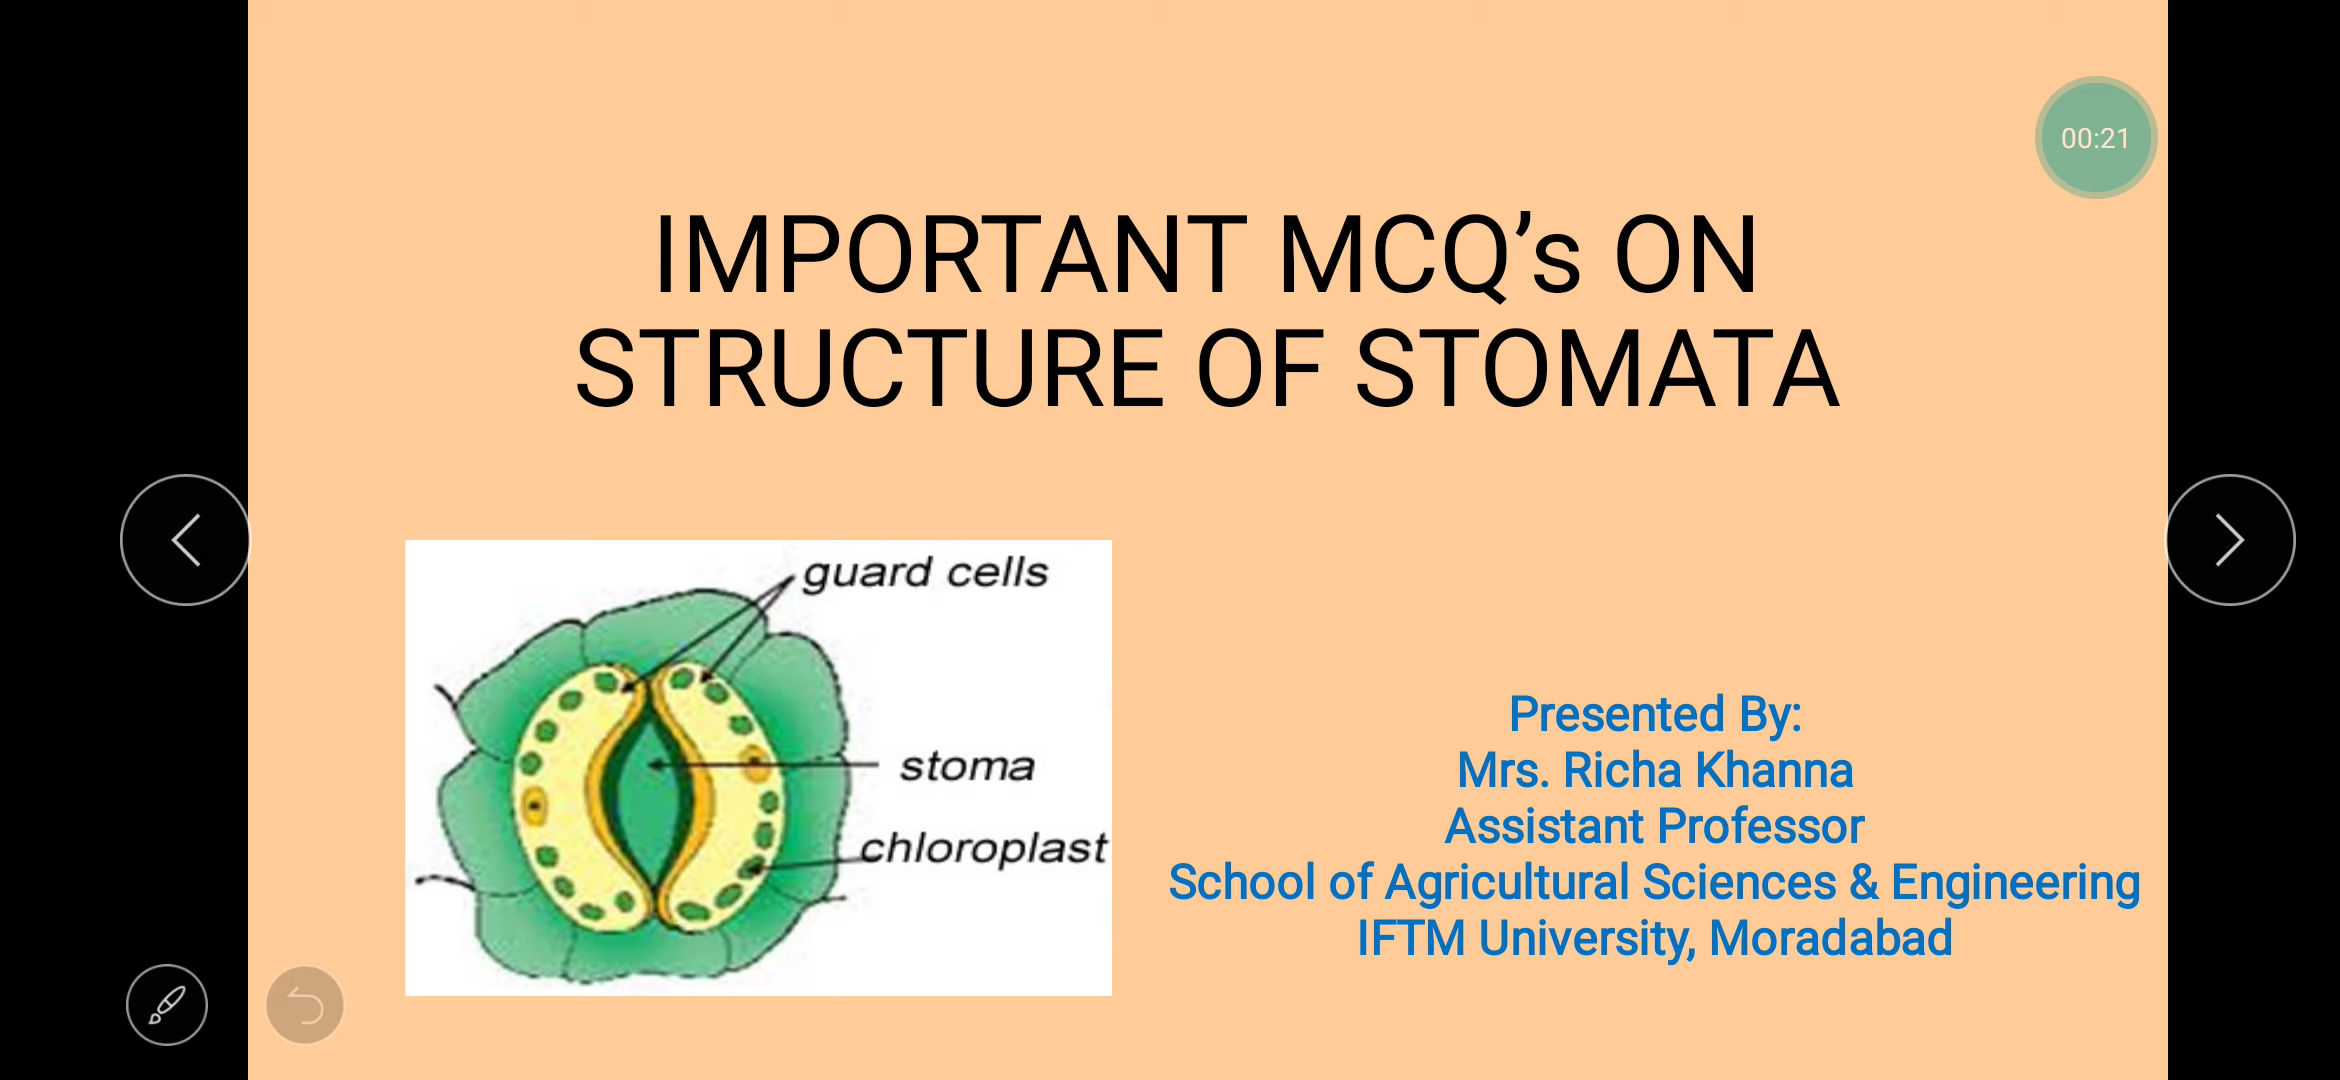 00:21
IMPORTANT MCQ’s ON
STRUCTURE OF STOMATA
guard cells
stoma
chloroplast
Presented By:
Mrs. Richa Khanna
Assistant Professor
School of Agricultural Sciences & Engineering
IFTM University, Moradabad